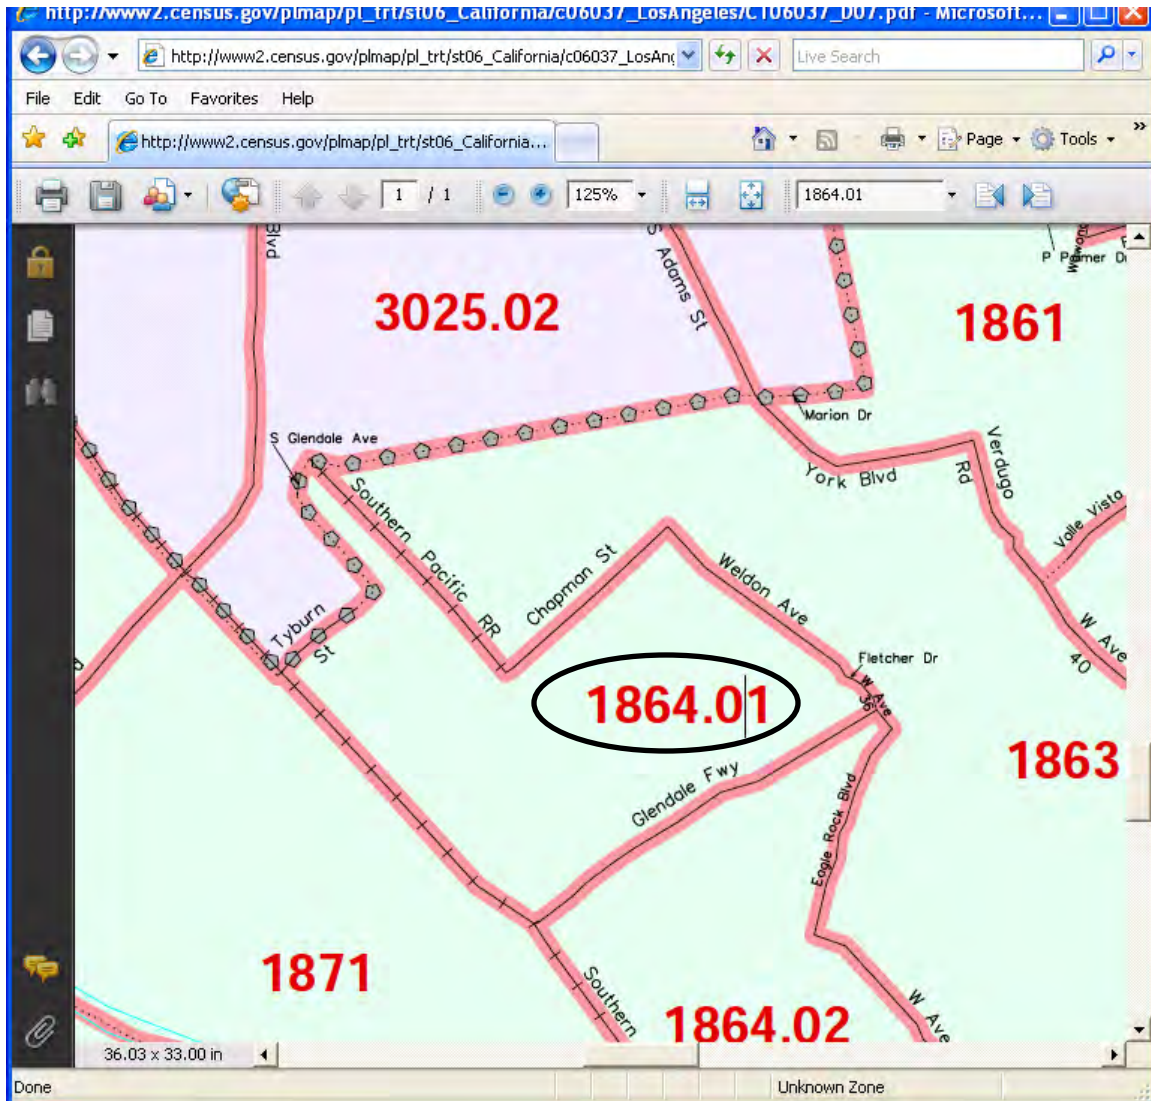 http://www2.census.gov/plmap/pl_trt/st06_California/c06037_LosAngeles/CT06037_D07.pdf - Microsoft...
http://www2.census.gov/plmap/pl_trt/st06_California/c06037_LosAng
Live Search
File Edit Go To Favorites Help
http://www2.census.gov/plmap/pl_trt/st06_California...
Page Tools »
1 / 1 125% 1864.01
Blvd
S Adams St
P Palmer Dr
3025.02
1861
Marion Dr
S Glendale Ave
York Blvd
Verdugo Rd
Valle Vista
Southern Pacific RR
Chapman St
Weldon Ave
Tyburn St
W Ave 40
Fletcher Dr
W Ave 36
1864.01
1863
Glendale Fwy
Eagle Rock Blvd
1871
Southern
1864.02
W Ave
36.03 x 33.00 in
Done
Unknown Zone